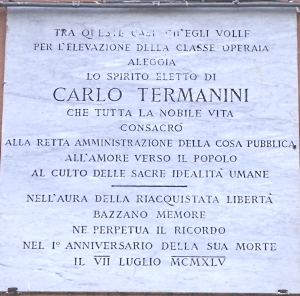 TRA QUESTE CASE CH'EGLI VOLLE
PER L'ELEVAZIONE DELLA CLASSE OPERAIA
ALEGGIA
LO SPIRITO ELETTO DI
CARLO TERMANINI
CHE TUTTA LA NOBILE VITA
CONSACRÒ
ALLA RETTA AMMINISTRAZIONE DELLA COSA PUBBLICA
ALL'AMORE VERSO IL POPOLO
AL CULTO DELLE SACRE IDEALITÀ UMANE
NELL'AURA DELLA RIACQUISTATA LIBERTÀ
BAZZANO MEMORE
NE PERPETUA IL RICORDO
NEL 1º ANNIVERSARIO DELLA SUA MORTE
IL VII LUGLIO MCMXLV